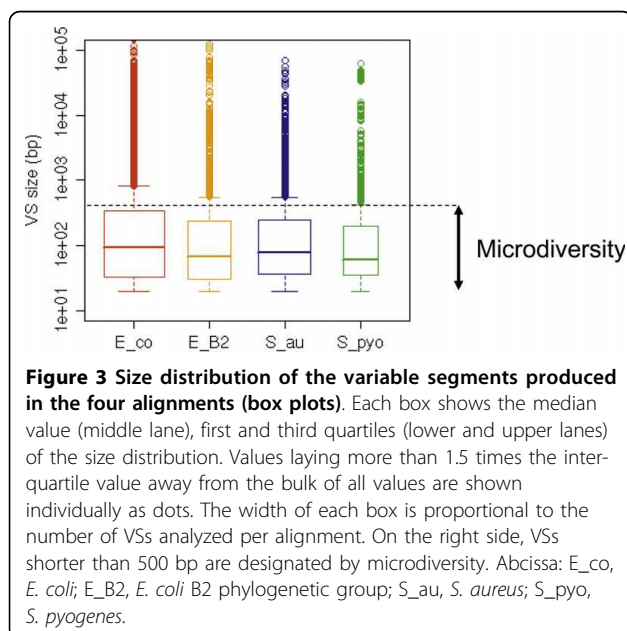 1e+05
1e+04
1e+03
1e+02
1e+01
VS size (bp)
Microdiversity
E_co E_B2 S_au S_pyo
Figure 3 Size distribution of the variable segments produced
in the four alignments (box plots). Each box shows the median
value (middle lane), first and third quartiles (lower and upper lanes)
of the size distribution. Values laying more than 1.5 times the inter-
quartile value away from the bulk of all values are shown
individually as dots. The width of each box is proportional to the
number of VSs analyzed per alignment. On the right side, VSs
shorter than 500 bp are designated by microdiversity. Abcissa: E_co,
E. coli; E_B2, E. coli B2 phylogenetic group; S_au, S. aureus; S_pyo,
S. pyogenes.